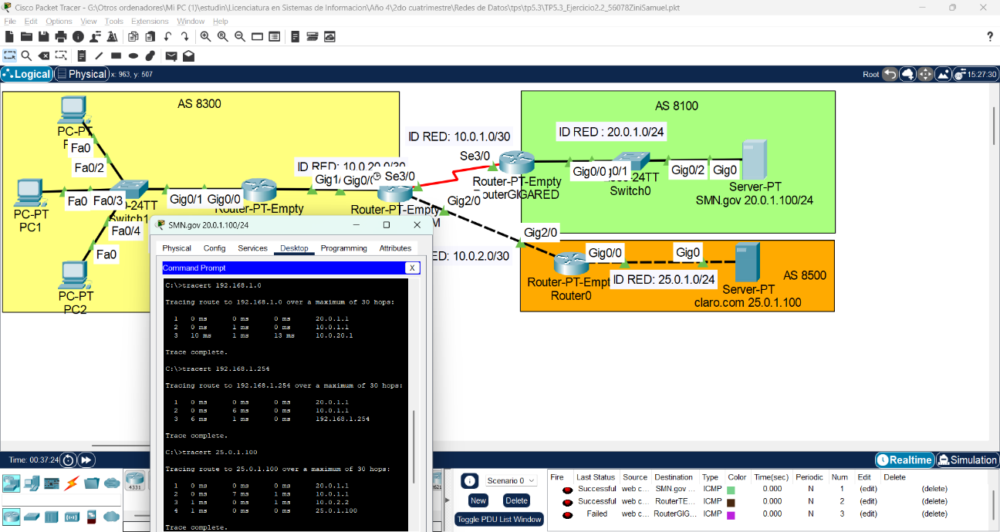 Cisco Packet Tracer - G:\Otros ordenadores\Mi PC (1)\estudin\Licenciatura en Sistemas de Informacion\Año 4\2do cuatrimestre\Redes de Datos\tps\tp5.3\TP5.3_Ejercicio2.2_56078ZiniSamuel.pkt
File Edit Options View Tools Extensions Window Help
Logical Physical x: 963, y: 507 Root 15:27:30
AS 8300
PC-PT
Fa0
Fa0/2
PC-PT
PC1
Fa0 Fa0/3
-24TT
Switch1
Fa0/4
Fa0
PC-PT
PC2
Gig0/1 Gig0/0
Router-PT-Empty
ID RED: 10.0.20.0/30
Gig1/ Gig0/0 Se3/0
Router-PT-Empty
M
ID RED: 10.0.1.0/30
Se3/0
Router-PT-Empty
outerGIGARED
Gig2/0
Gig2/0
ED: 10.0.2.0/30
AS 8100
ID RED : 20.0.1.0/24
Gig0/0 g0/1
-24TT
Switch0
Gig0/2 Gig0
Server-PT
SMN.gov 20.0.1.100/24
Gig0/0 Gig0
Router-PT-Empt
Router0
ID RED: 25.0.1.0/24
AS 8500
Server-PT
claro.com 25.0.1.100
SMN.gov 20.0.1.100/24
Physical Config Services Desktop Programming Attributes
Command Prompt X
C:\>tracert 192.168.1.0
Tracing route to 192.168.1.0 over a maximum of 30 hops:
1 0 ms 0 ms 0 ms 20.0.1.1
2 0 ms 1 ms 0 ms 10.0.1.1
3 10 ms 1 ms 13 ms 10.0.20.1
Trace complete.
C:\>tracert 192.168.1.254
Tracing route to 192.168.1.254 over a maximum of 30 hops:
1 0 ms 0 ms 0 ms 20.0.1.1
2 0 ms 6 ms 0 ms 10.0.1.1
3 6 ms 1 ms 0 ms 192.168.1.254
Trace complete.
C:\>tracert 25.0.1.100
Tracing route to 25.0.1.100 over a maximum of 30 hops:
1 0 ms 0 ms 0 ms 20.0.1.1
2 0 ms 7 ms 1 ms 10.0.1.1
3 1 ms 0 ms 1 ms 10.0.2.2
4 1 ms 0 ms 0 ms 25.0.1.100
Trace complete.
Time: 00:37:24
Realtime Simulation
4331
Scenario 0
New Delete
Toggle PDU List Window
Fire Last Status Source Destination Type Color Time(sec) Periodic Num Edit Delete
Successful web c... SMN.gov ... ICMP 0.000 N 1 (edit) (delete)
Successful web c... RouterTE... ICMP 0.000 N 2 (edit) (delete)
Failed web c... RouterGIG... ICMP 0.000 N 3 (edit) (delete)